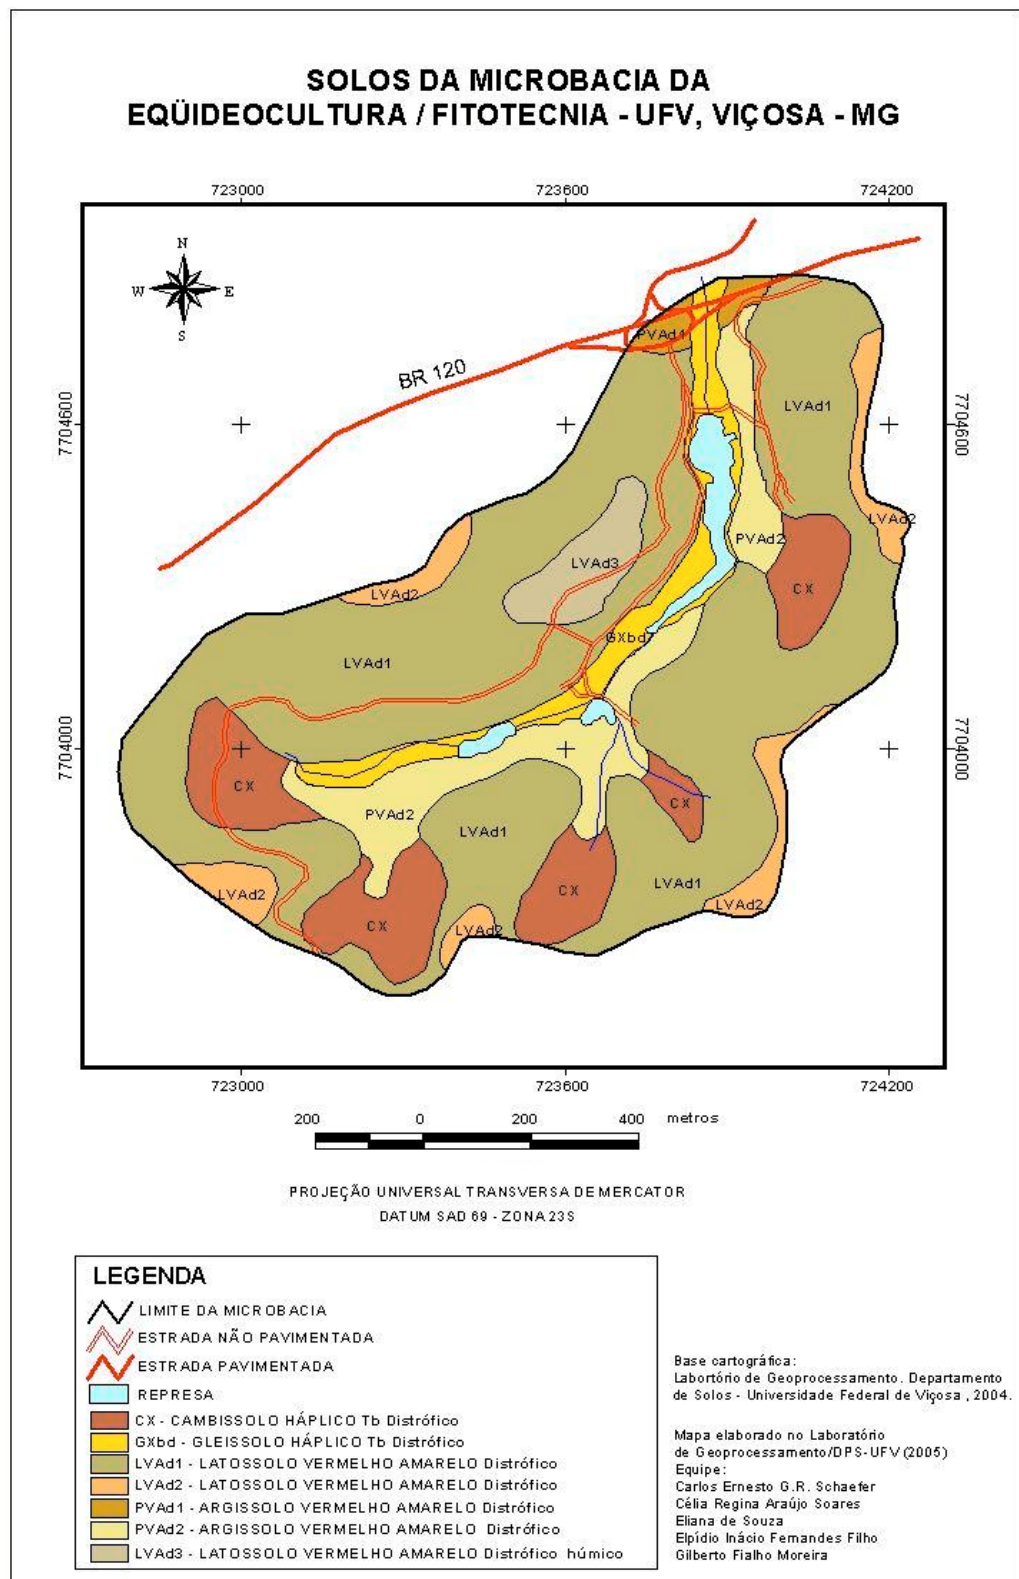 SOLOS DA MICROBACIA DA
EQÜIDEOCULTURA / FITOTECNIA - UFV, VIÇOSA - MG
723000
723600
724200
N
W
E
S
BR 120
PVAd1
LVAd1
7704600
7704600
LVAd2
PVAd2
LVAd3
CX
LVAd2
GXbd
LVAd1
7704000
7704000
CX
CX
PVAd2
LVAd1
LVAd2
CX
LVAd1
LVAd2
CX
LVAd2
723000
723600
724200
200
0
200
400
metros
PROJEÇÃO UNIVERSAL TRANSVERSA DE MERCATOR
DATUM SAD 69 - ZONA 23S
LEGENDA
LIMITE DA MICROBACIA
ESTRADA NÃO PAVIMENTADA
ESTRADA PAVIMENTADA
REPRESA
CX - CAMBISSOLO HÁPLICO Tb Distrófico
GXbd - GLEISSOLO HÁPLICO Tb Distrófico
LVAd1 - LATOSSOLO VERMELHO AMARELO Distrófico
LVAd2 - LATOSSOLO VERMELHO AMARELO Distrófico
PVAd1 - ARGISSOLO VERMELHO AMARELO Distrófico
PVAd2 - ARGISSOLO VERMELHO AMARELO Distrófico
LVAd3 - LATOSSOLO VERMELHO AMARELO Distrófico húmico
Base cartográfica:
Labortório de Geoprocessamento. Departamento
de Solos - Universidade Federal de Viçosa , 2004.
Mapa elaborado no Laboratório
de Geoprocessamento/DPS-UFV (2005)
Equipe:
Carlos Ernesto G.R. Schaefer
Célia Regina Araújo Soares
Eliana de Souza
Elpídio Inácio Fernandes Filho
Gilberto Fialho Moreira